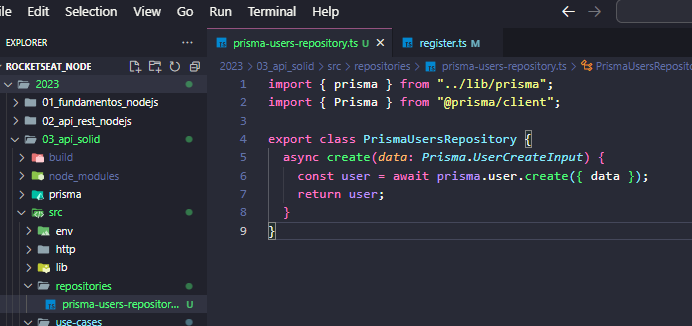 ile Edit Selection View Go Run Terminal Help
EXPLORER ...
prisma-users-repository.ts U
register.ts M
ROCKETSEAT_NODE
2023 > 03_api_solid > src > repositories > prisma-users-repository.ts > PrismaUsersReposito
2023
01_fundamentos_nodejs
02_api_rest_nodejs
03_api_solid
build
node_modules
prisma
src
env
http
lib
repositories
prisma-users-repositor... U
use-cases
1 import { prisma } from "../lib/prisma";
2 import { Prisma } from "@prisma/client";
3
4 export class PrismaUsersRepository {
5 async create(data: Prisma.UserCreateInput) {
6 const user = await prisma.user.create({ data });
7 return user;
8 }
9 }